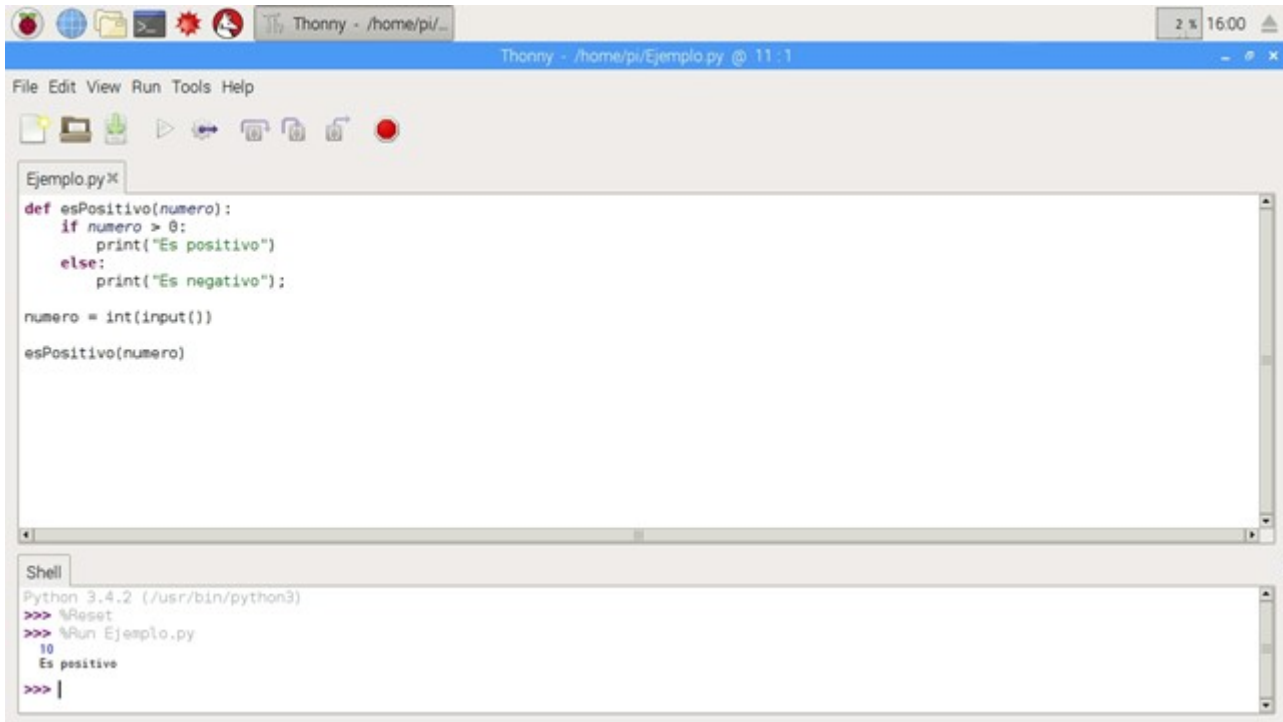 Thonny - /home/pi/...
2 % 16:00
Thonny - /home/pi/Ejemplo.py @ 11 : 1
File Edit View Run Tools Help
Ejemplo.py
def esPositivo(numero):
    if numero > 0:
        print("Es positivo")
    else:
        print("Es negativo");
numero = int(input())
esPositivo(numero)
Shell
Python 3.4.2 (/usr/bin/python3)
>>> %Reset
>>> %Run Ejemplo.py
10
Es positivo
>>>